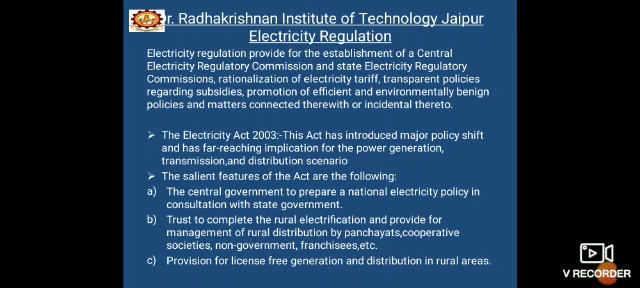 r. Radhakrishnan Institute of Technology Jaipur
Electricity Regulation
Electricity regulation provide for the establishment of a Central
Electricity Regulatory Commission and state Electricity Regulatory
Commissions, rationalization of electricity tariff, transparent policies
regarding subsidies, promotion of efficient and environmentally benign
policies and matters connected therewith or incidental thereto.
➤ The Electricity Act 2003:-This Act has introduced major policy shift
and has far-reaching implication for the power generation,
transmission,and distribution scenario
➤ The salient features of the Act are the following:
a) The central government to prepare a national electricity policy in
consultation with state government.
b) Trust to complete the rural electrification and provide for
management of rural distribution by panchayats,cooperative
societies, non-government, franchisees,etc.
c) Provision for license free generation and distribution in rural areas.
V RECORDER